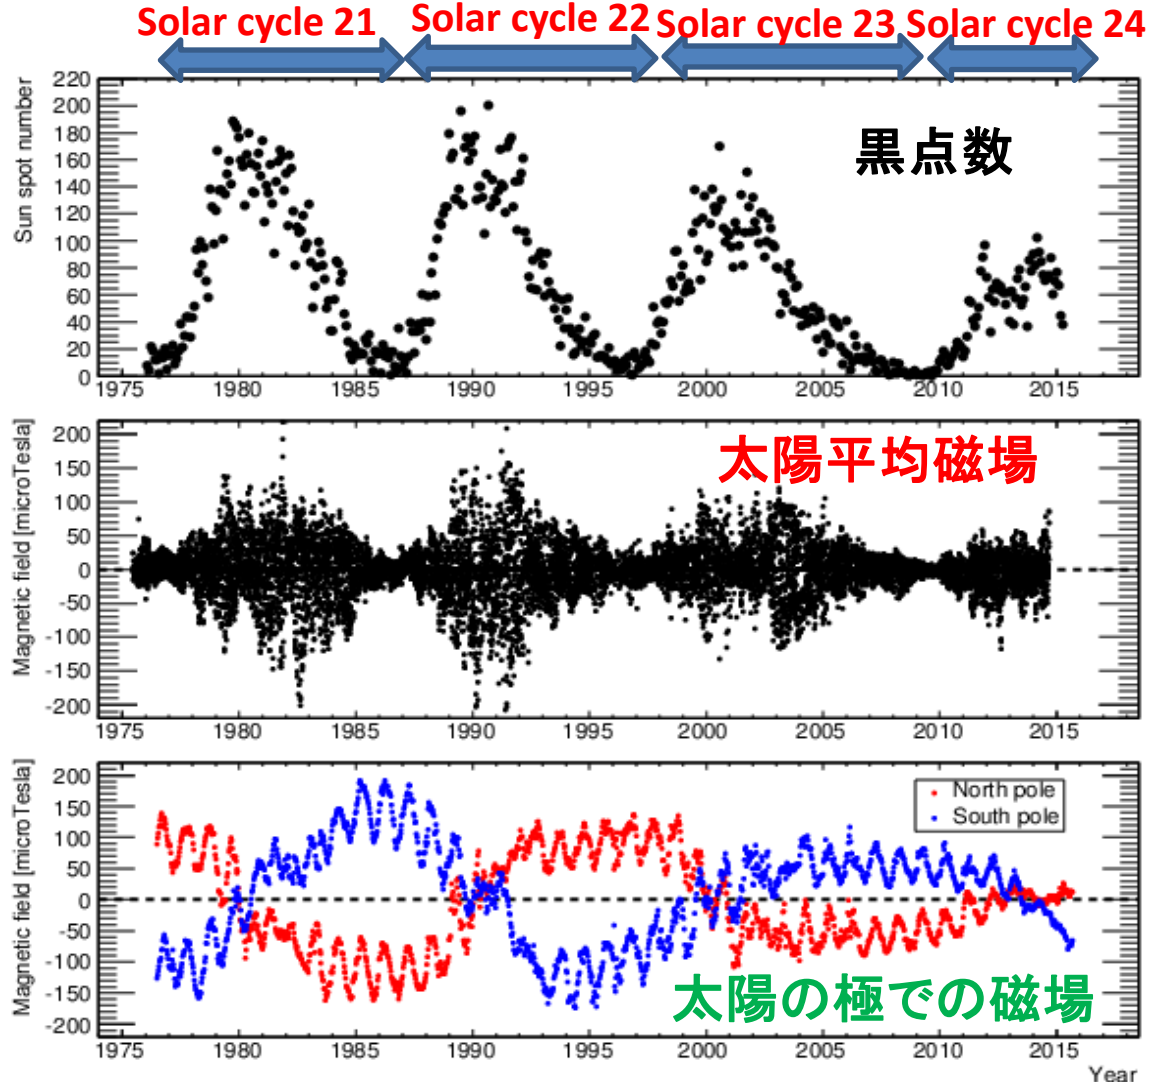 Solar cycle 21 Solar cycle 22 Solar cycle 23 Solar cycle 24
Sun spot number
220
200
180
160
140
120
100
80
60
40
20
0
黒点数
1975 1980 1985 1990 1995 2000 2005 2010 2015
Magnetic field [microTesla]
200
150
100
50
0
-50
-100
-150
-200
太陽平均磁場
1975 1980 1985 1990 1995 2000 2005 2010 2015
Magnetic field [microTesla]
200
150
100
50
0
-50
-100
-150
-200
North pole
South pole
太陽の極での磁場
1975 1980 1985 1990 1995 2000 2005 2010 2015
Year